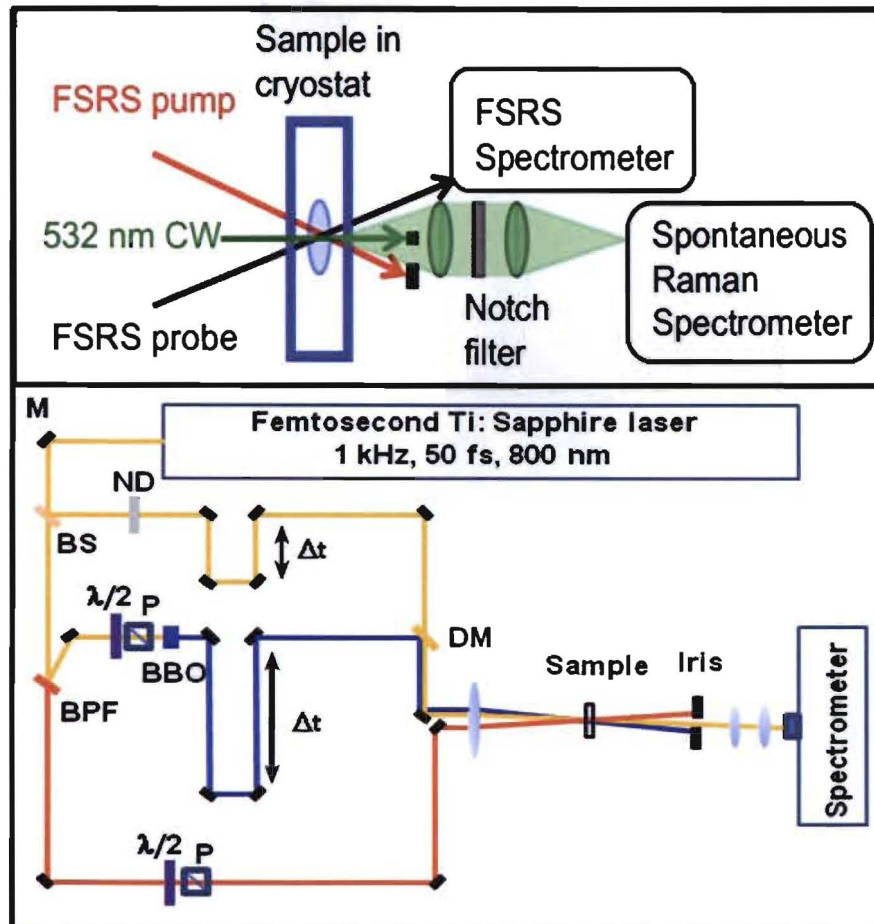 Sample in
cryostat
FSRS pump
FSRS
Spectrometer
532 nm CW
Spontaneous
Raman
Spectrometer
FSRS probe
Notch
filter
M
Femtosecond Ti: Sapphire laser
1 kHz, 50 fs, 800 nm
ND
BS
Δt
λ/2
P
BBO
BPF
Δt
DM
Sample
Iris
Spectrometer
λ/2
P